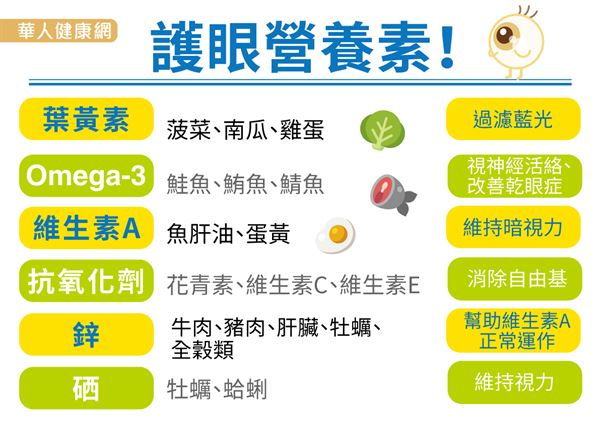 華人健康網
護眼營養素!
葉黃素
菠菜、南瓜、雞蛋
過濾藍光
Omega-3
鮭魚、鮪魚、鯖魚
視神經活絡、
改善乾眼症
維生素A
魚肝油、蛋黃
維持暗視力
抗氧化劑
花青素、維生素C、維生素E
消除自由基
鋅
牛肉、豬肉、肝臟、牡蠣、
全穀類
幫助維生素A
正常運作
硒
牡蠣、蛤蜊
維持視力